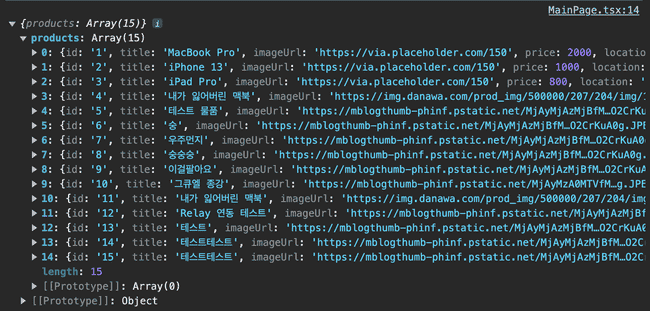 MainPage.tsx:14
▼ {products: Array(15)} i
▼ products: Array(15)
▶ 0: {id: '1', title: 'MacBook Pro', imageUrl: 'https://via.placeholder.com/150', price: 2000, location
▶ 1: {id: '2', title: 'iPhone 13', imageUrl: 'https://via.placeholder.com/150', price: 1000, location:
▶ 2: {id: '3', title: 'iPad Pro', imageUrl: 'https://via.placeholder.com/150', price: 800, location: '
▶ 3: {id: '4', title: '내가 잃어버린 맥북', imageUrl: 'https://img.danawa.com/prod_img/500000/207/204/img/1
▶ 4: {id: '5', title: '테스트 물품', imageUrl: 'https://mblogthumb-phinf.pstatic.net/MjAyMjAzMjBfM…O2CrKuA0
▶ 5: {id: '6', title: '숭', imageUrl: 'https://mblogthumb-phinf.pstatic.net/MjAyMjAzMjBfM…O2CrKuA0g.JPE
▶ 6: {id: '7', title: '우주먼지', imageUrl: 'https://mblogthumb-phinf.pstatic.net/MjAyMjAzMjBfM…O2CrKuA0g
▶ 7: {id: '8', title: '숭숭숭', imageUrl: 'https://mblogthumb-phinf.pstatic.net/MjAyMjAzMjBfM…O2CrKuA0g.
▶ 8: {id: '9', title: '이걸팔아요', imageUrl: 'https://mblogthumb-phinf.pstatic.net/MjAyMjAzMjBfM…O2CrKuA0
▶ 9: {id: '10', title: '그큐엘 종강', imageUrl: 'https://mblogthumb-phinf.pstatic.net/MjAyMzA0MTVfM…g.JPE
▶ 10: {id: '11', title: '내가 잃어버린 맥북', imageUrl: 'https://img.danawa.com/prod_img/500000/207/204/img
▶ 11: {id: '12', title: 'Relay 연동 테스트', imageUrl: 'https://mblogthumb-phinf.pstatic.net/MjAyMjAzMjBf
▶ 12: {id: '13', title: '테스트', imageUrl: 'https://mblogthumb-phinf.pstatic.net/MjAyMjAzMjBfM…O2CrKuA0
▶ 13: {id: '14', title: '테스트테스트', imageUrl: 'https://mblogthumb-phinf.pstatic.net/MjAyMjAzMjBfM…O2C
▶ 14: {id: '15', title: '테스트테스트', imageUrl: 'https://mblogthumb-phinf.pstatic.net/MjAyMjAzMjBfM…O2C
length: 15
▶ [[Prototype]]: Array(0)
▶ [[Prototype]]: Object